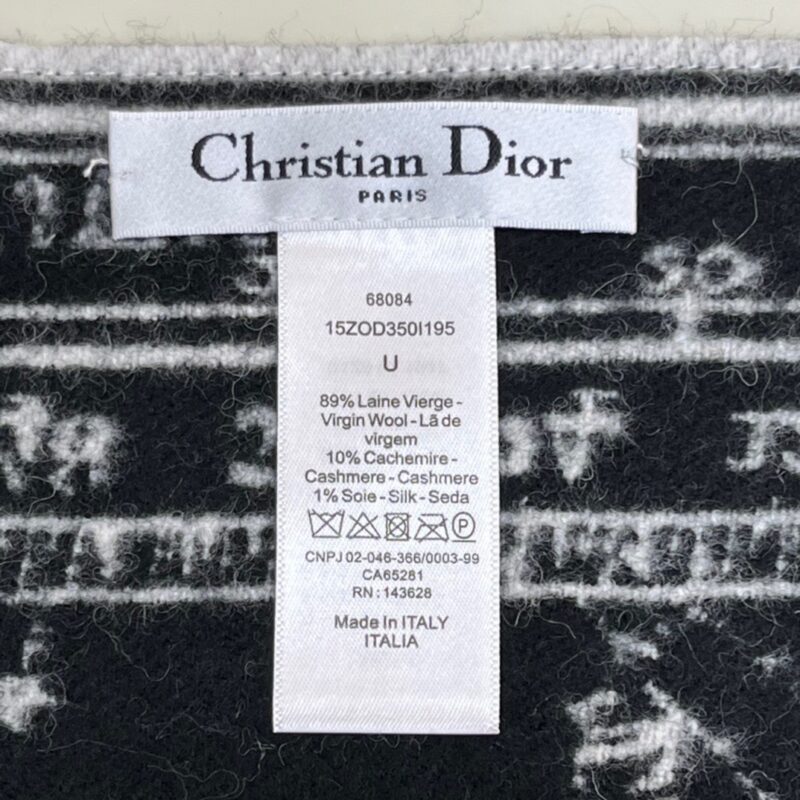 Christian Dior
PARIS
68084
15ZOD350I195
U
89% Laine Vierge -
Virgin Wool - Lã de
virgem
10% Cachemire -
Cashmere - Cashmere
1% Soie - Silk - Seda
P
CNPJ 02-046-366/0003-99
CA65281
RN : 143628
Made in ITALY
ITALIA